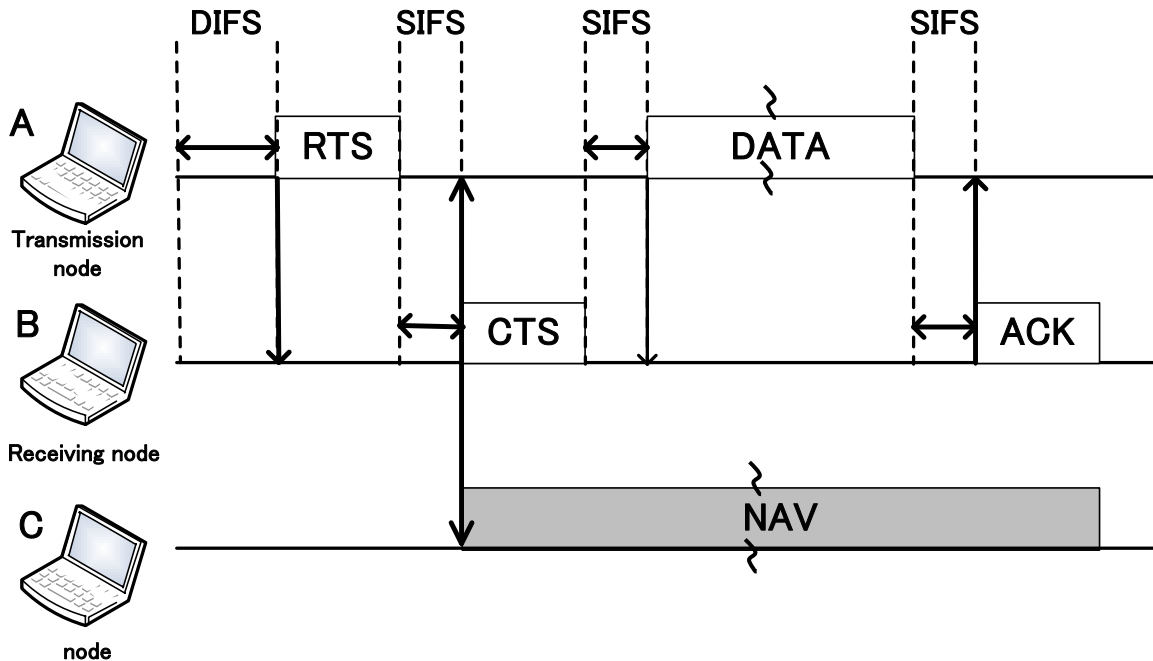 DIFS
SIFS
SIFS
SIFS
A
RTS
DATA
Transmission
node
B
CTS
ACK
Receiving node
C
NAV
node